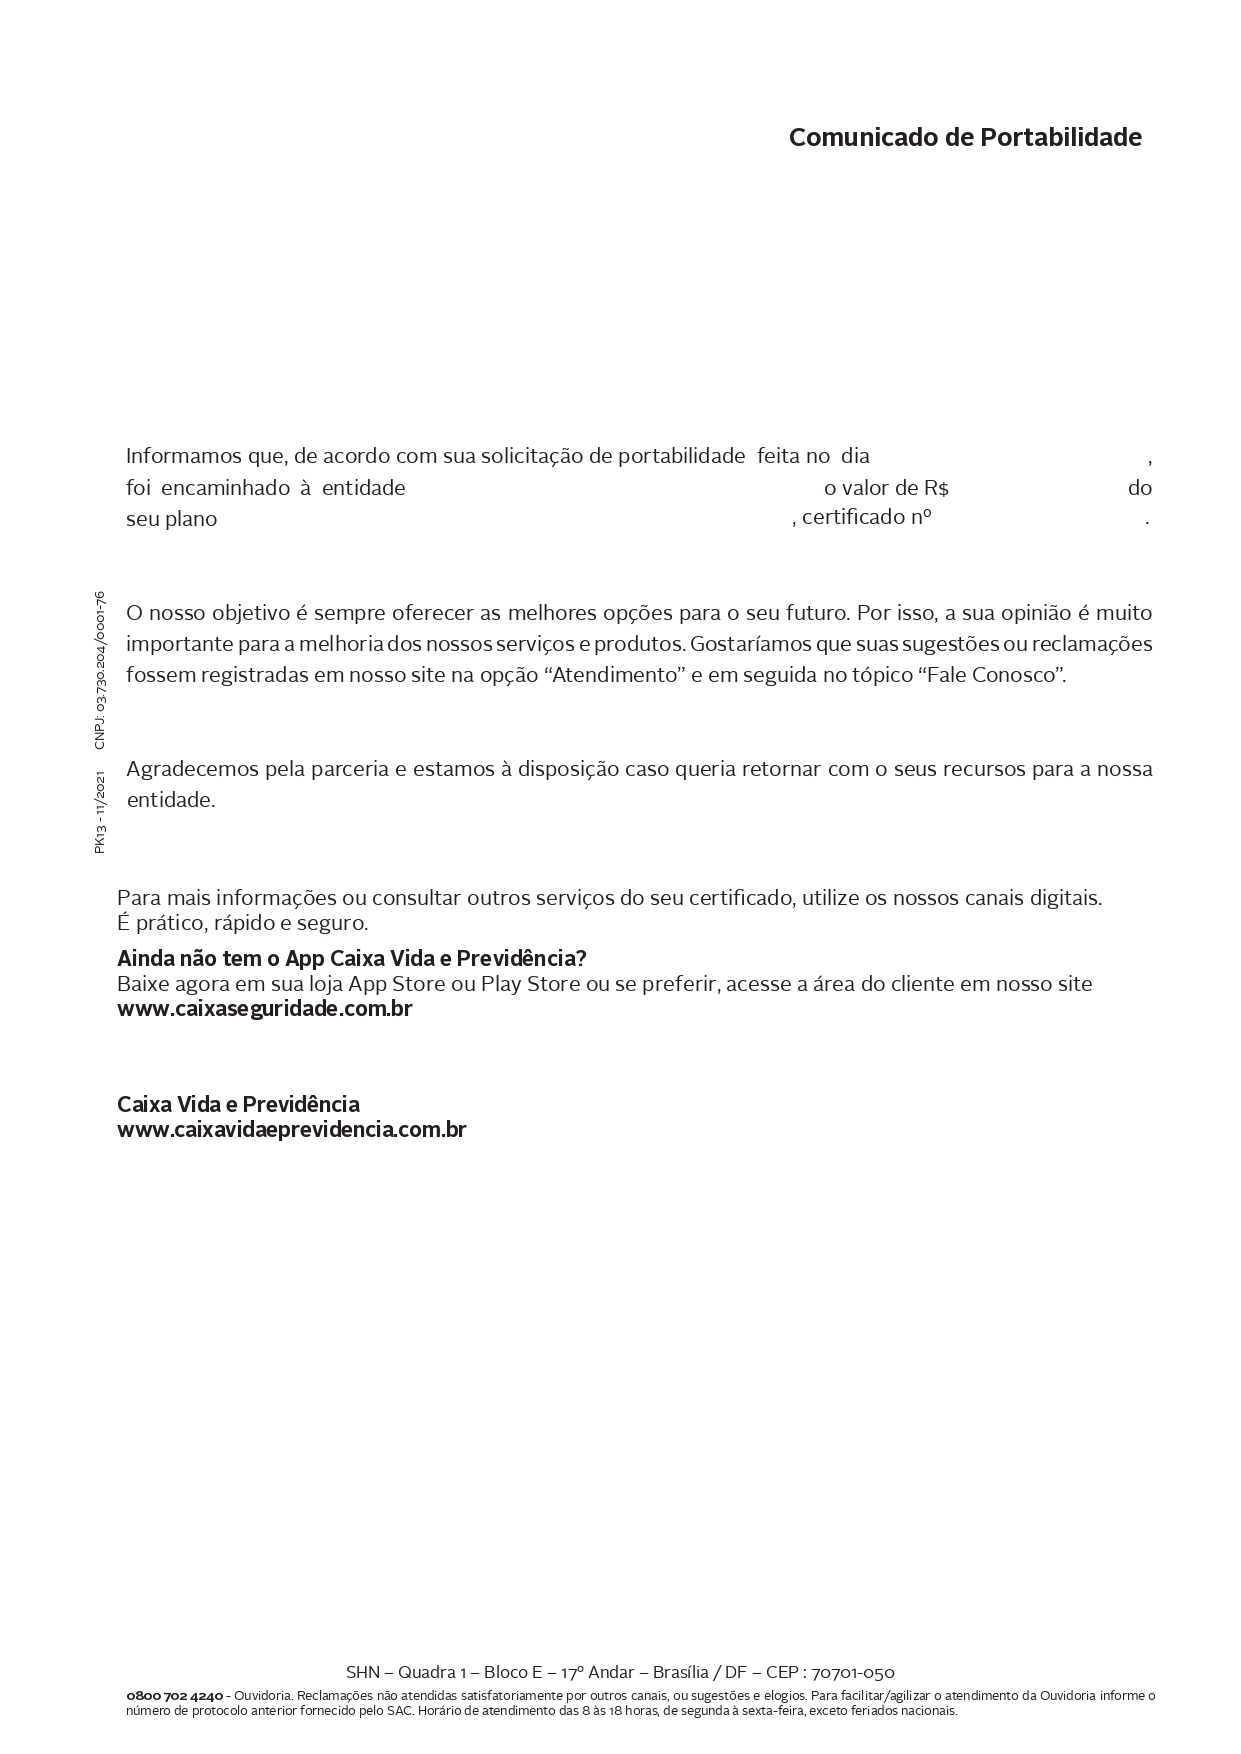 Comunicado de Portabilidade
Informamos que, de acordo com sua solicitação de portabilidade feita no dia ,
foi encaminhado à entidade o valor de R$ do
seu plano , certificado nº .
O nosso objetivo é sempre oferecer as melhores opções para o seu futuro. Por isso, a sua opinião é muito
importante para a melhoria dos nossos serviços e produtos. Gostaríamos que suas sugestões ou reclamações
fossem registradas em nosso site na opção “Atendimento” e em seguida no tópico “Fale Conosco”.
Agradecemos pela parceria e estamos à disposição caso queria retornar com o seus recursos para a nossa
entidade.
PK13 - 11/2021 CNPJ: 03.730.204/0001-76
Para mais informações ou consultar outros serviços do seu certificado, utilize os nossos canais digitais.
É prático, rápido e seguro.
Ainda não tem o App Caixa Vida e Previdência?
Baixe agora em sua loja App Store ou Play Store ou se preferir, acesse a área do cliente em nosso site
www.caixaseguridade.com.br
Caixa Vida e Previdência
www.caixavidaeprevidencia.com.br
SHN – Quadra 1 – Bloco E – 17º Andar – Brasília / DF – CEP : 70701-050
0800 702 4240 - Ouvidoria. Reclamações não atendidas satisfatoriamente por outros canais, ou sugestões e elogios. Para facilitar/agilizar o atendimento da Ouvidoria informe o
número de protocolo anterior fornecido pelo SAC. Horário de atendimento das 8 às 18 horas, de segunda à sexta-feira, exceto feriados nacionais.